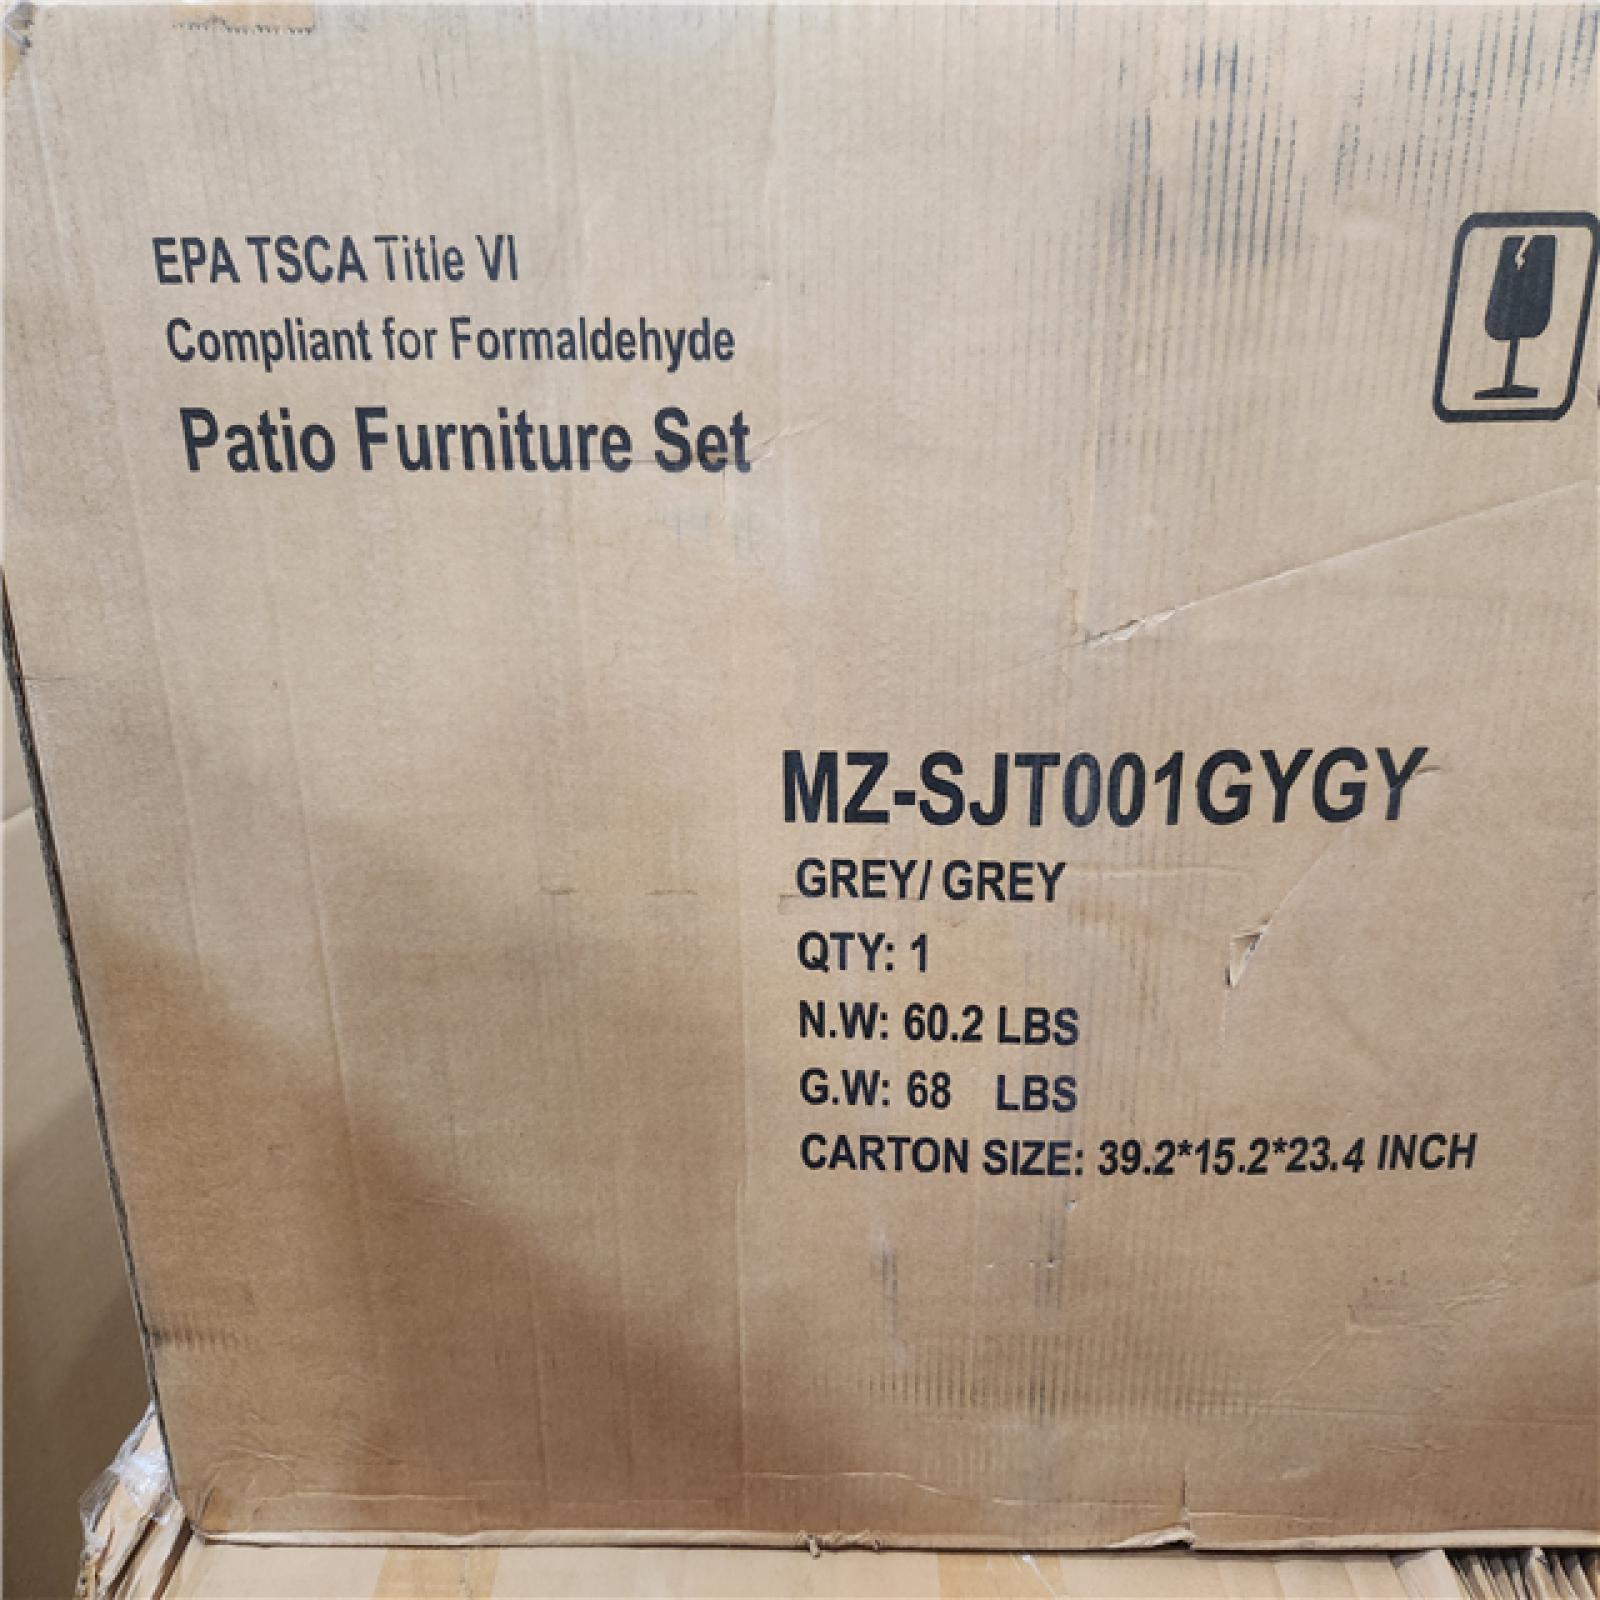 EPA TSCA Title VI
Compliant for Formaldehyde
Patio Furniture Set
MZ-SJT001GYGY
GREY/ GREY
QTY: 1
N.W: 60.2 LBS
G.W: 68 LBS
CARTON SIZE: 39.2*15.2*23.4 INCH